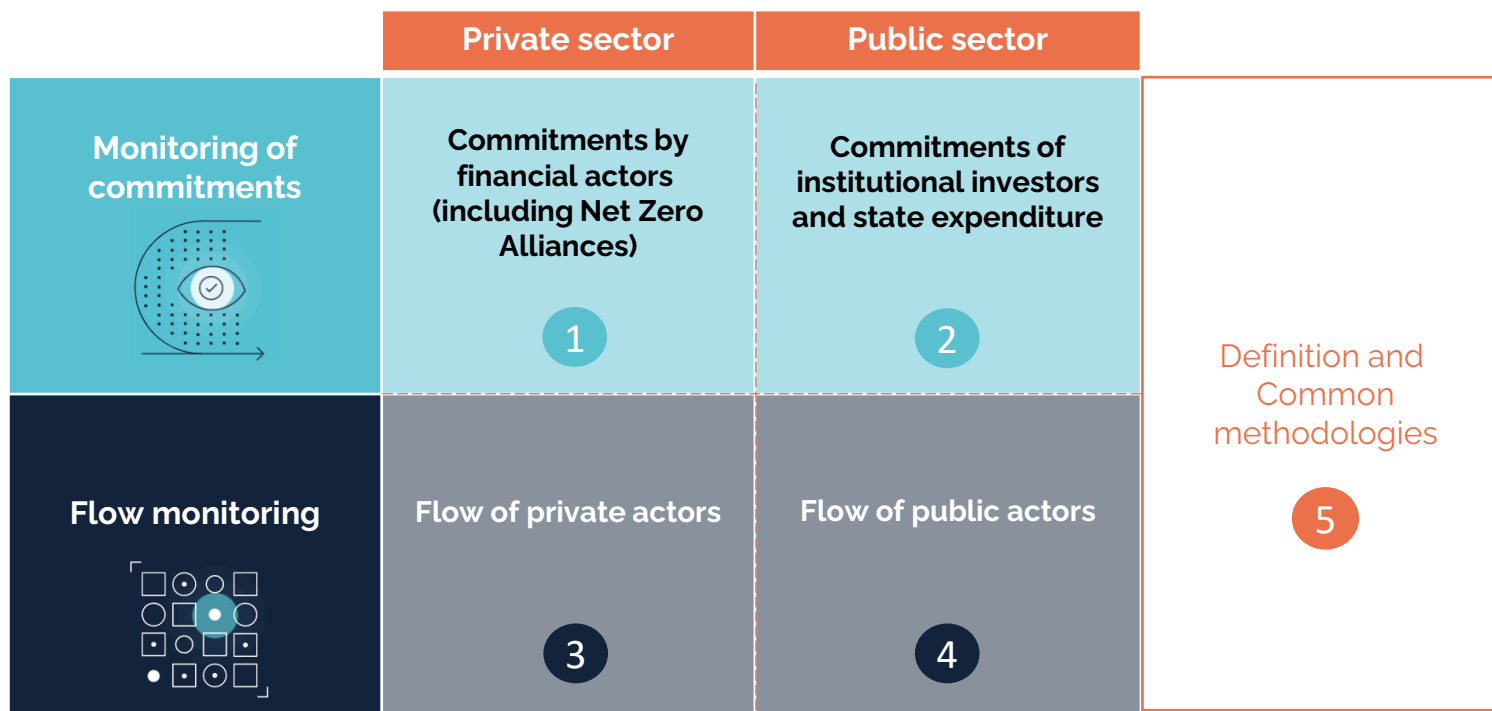 Private sector
Public sector
Monitoring of
commitments
Commitments by
financial actors
(including Net Zero
Alliances)
1
Commitments of
institutional investors
and state expenditure
2
Flow monitoring
Flow of private actors
3
Flow of public actors
4
Definition and
Common
methodologies
5